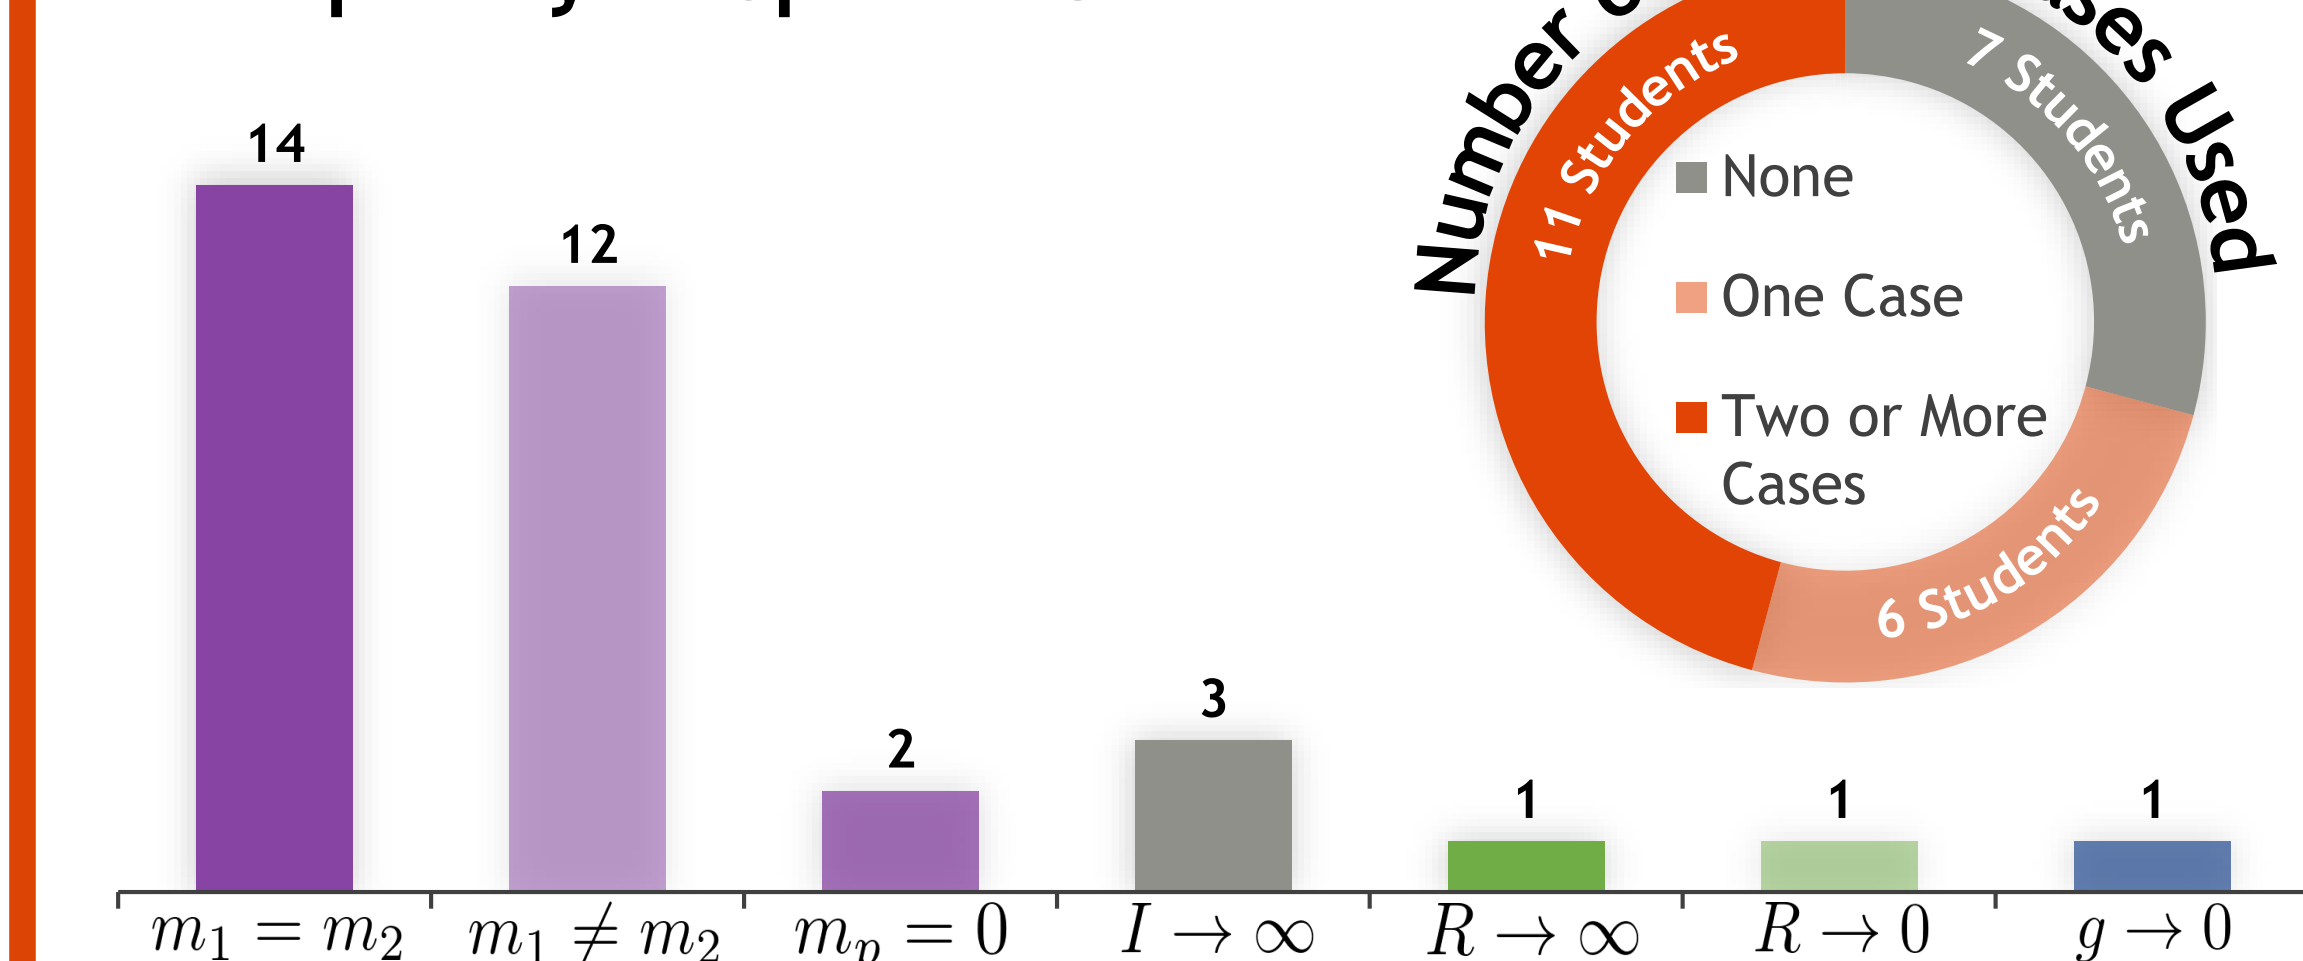 Number
ses Used
11 Students
7 Students
6 Students
None
One Case
Two or More
Cases
14
12
2
3
1
1
1
m₁ = m₂
m₁ ≠ m₂
mₚ = 0
I → ∞
R → ∞
R → 0
g → 0